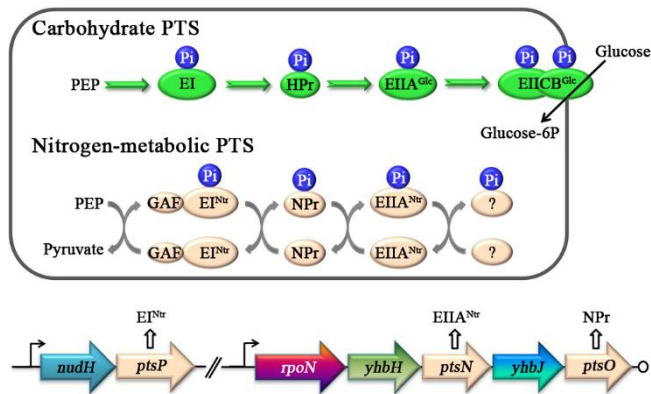 Carbohydrate PTS
Pi Pi Pi Pi Pi Glucose
PEP EI HPr EIIA^Glc EIICB^Glc
Glucose-6P
Nitrogen-metabolic PTS
Pi Pi Pi Pi
PEP GAF EI^Ntr NPr EIIA^Ntr ?
Pyruvate GAF EI^Ntr NPr EIIA^Ntr ?
EI^Ntr EIIA^Ntr NPr
nudH ptsP // rpoN yhbH ptsN yhbJ ptsO